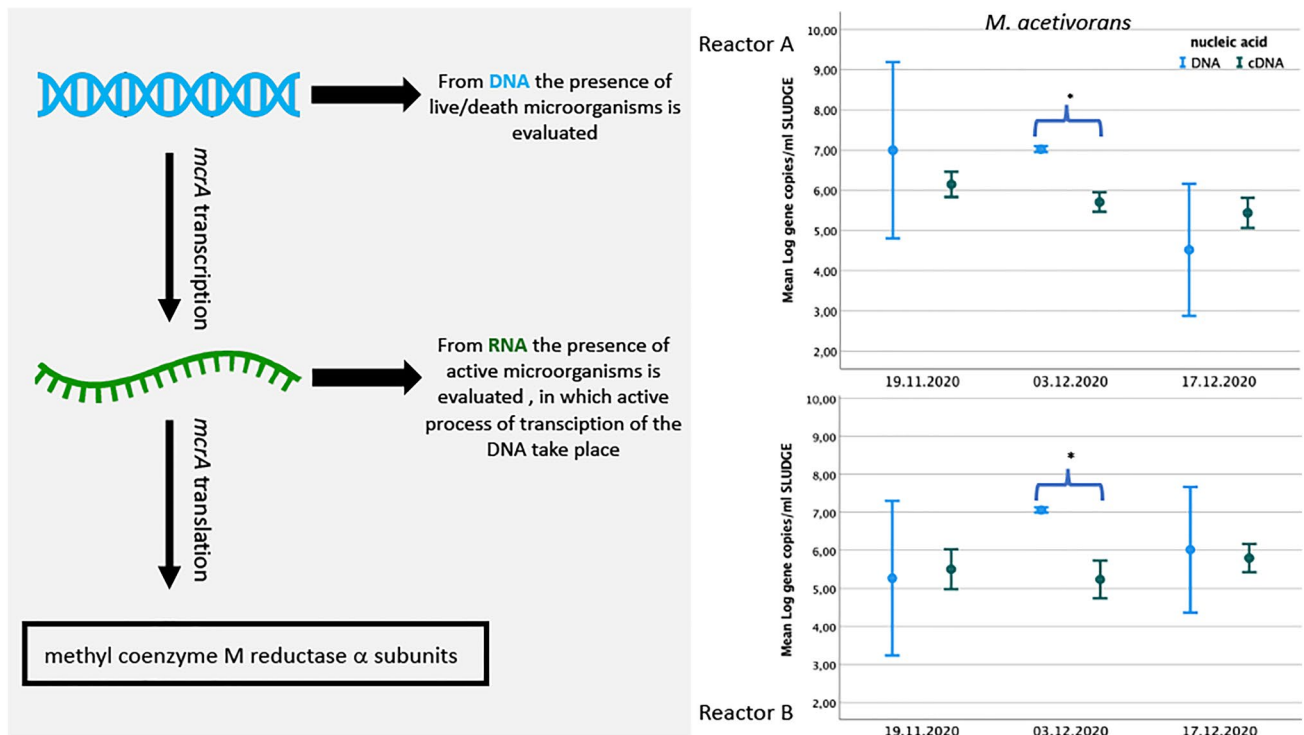 From DNA the presence of
live/death microorganisms is
evaluated
mcrA transcription
From RNA the presence of
active microorganisms is
evaluated , in which active
process of transciption of the
DNA take place
mcrA translation
methyl coenzyme M reductase α subunits
Reactor A
M. acetivorans
nucleic acid
DNA cDNA
Mean Log gene copies/ml SLUDGE
10,00
9,00
8,00
7,00
6,00
5,00
4,00
3,00
2,00
*
19.11.2020 03.12.2020 17.12.2020
Reactor B
Mean Log gene copies/ml SLUDGE
10,00
9,00
8,00
7,00
6,00
5,00
4,00
3,00
2,00
*
19.11.2020 03.12.2020 17.12.2020